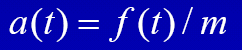 a(t) = f(t)/m